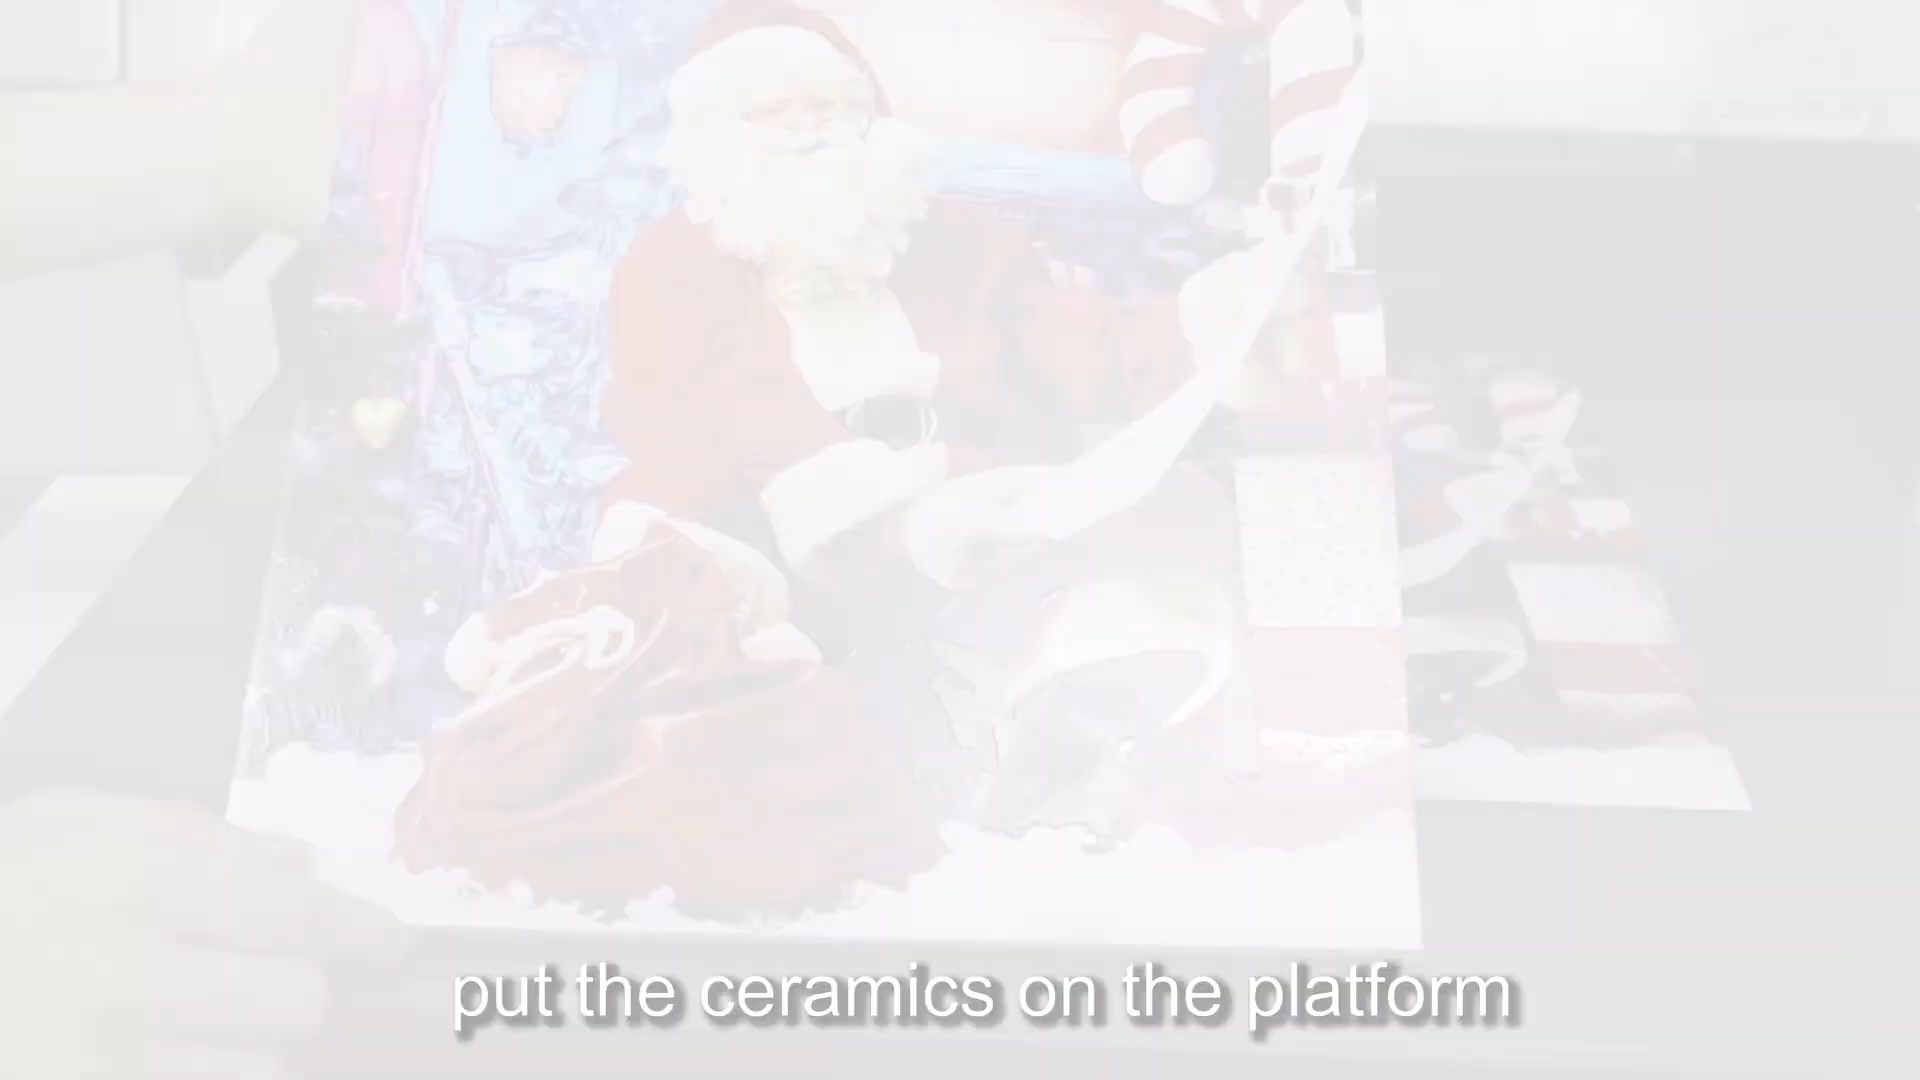 put the ceramics on the platform